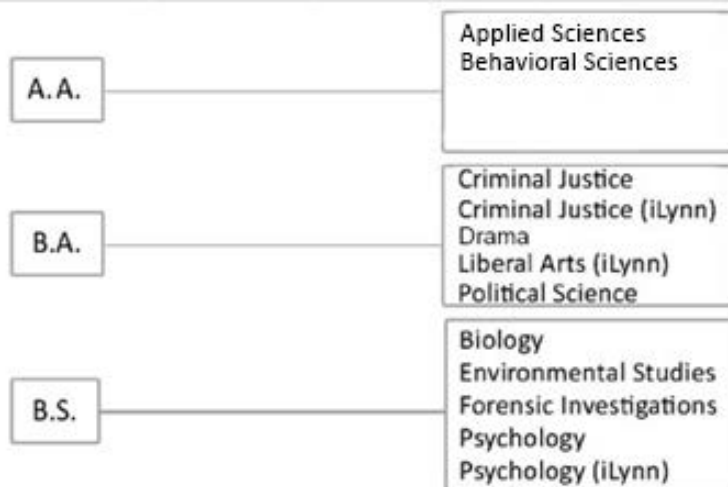 A.A.
Applied Sciences
Behavioral Sciences
B.A.
Criminal Justice
Criminal Justice (iLynn)
Drama
Liberal Arts (iLynn)
Political Science
B.S.
Biology
Environmental Studies
Forensic Investigations
Psychology
Psychology (iLynn)